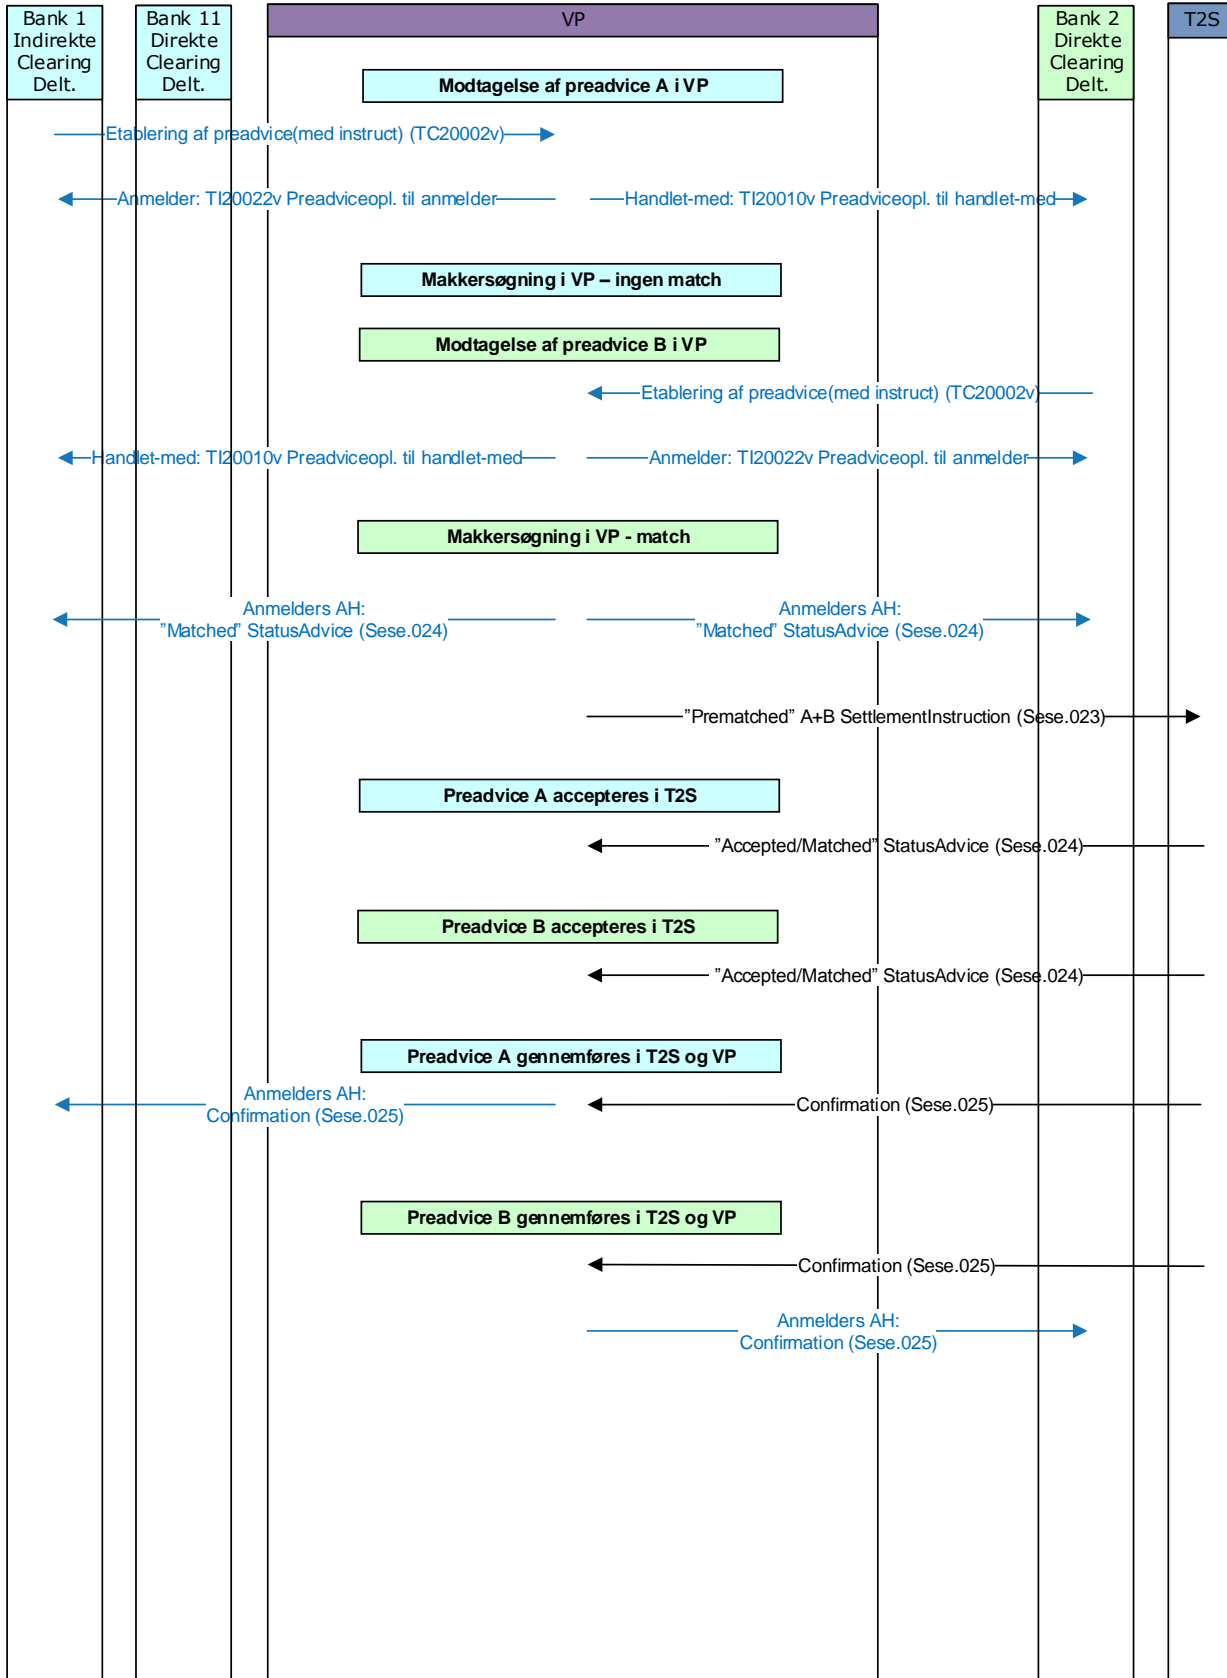 Bank 1
Indirekte
Clearing
Delt.
Bank 11
Direkte
Clearing
Delt.
VP
Bank 2
Direkte
Clearing
Delt.
T2S
Modtagelse af preadvice A i VP
Etablering af preadvice(med instruct) (TC20002v)
Anmelder: TI20022v Preadviceopl. til anmelder
Handlet-med: TI20010v Preadviceopl. til handlet-med
Makkersøgning i VP – ingen match
Modtagelse af preadvice B i VP
Etablering af preadvice(med instruct) (TC20002v)
Handlet-med: TI20010v Preadviceopl. til handlet-med
Anmelder: TI20022v Preadviceopl. til anmelder
Makkersøgning i VP - match
Anmelders AH:
”Matched” StatusAdvice (Sese.024)
Anmelders AH:
”Matched” StatusAdvice (Sese.024)
”Prematched” A+B SettlementInstruction (Sese.023)
Preadvice A accepteres i T2S
”Accepted/Matched” StatusAdvice (Sese.024)
Preadvice B accepteres i T2S
”Accepted/Matched” StatusAdvice (Sese.024)
Preadvice A gennemføres i T2S og VP
Anmelders AH:
Confirmation (Sese.025)
Confirmation (Sese.025)
Preadvice B gennemføres i T2S og VP
Confirmation (Sese.025)
Anmelders AH:
Confirmation (Sese.025)